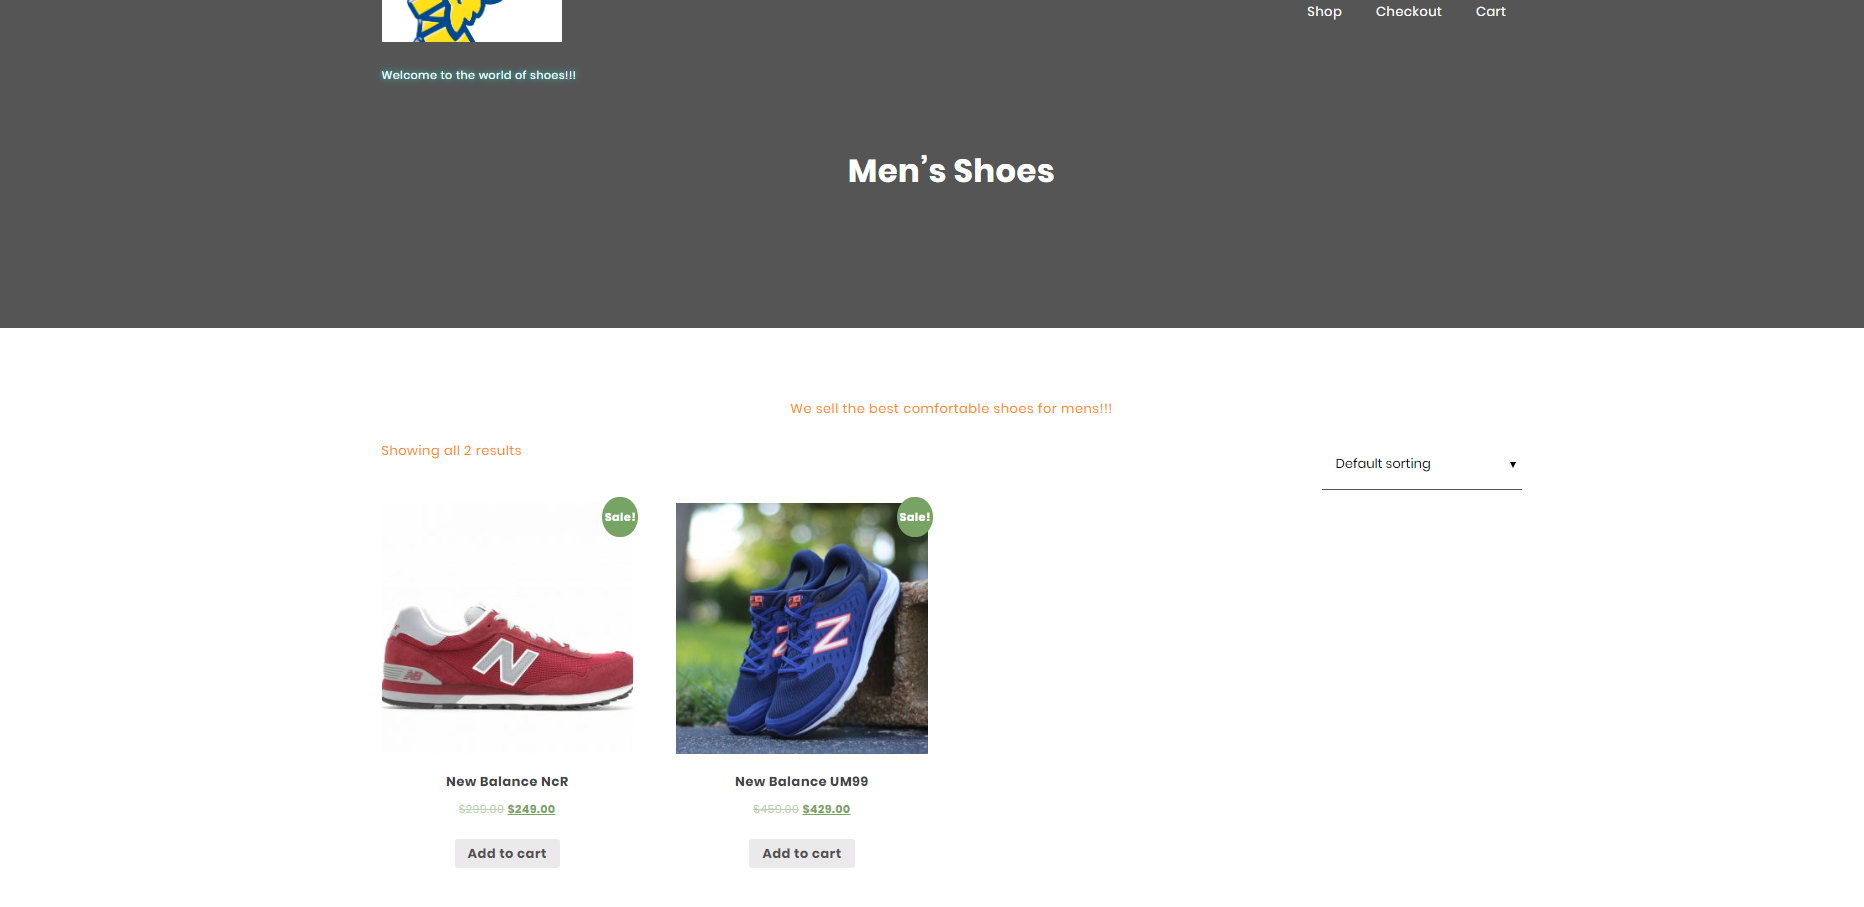 Shop Checkout Cart
Welcome to the world of shoes!!!
Men's Shoes
We sell the best comfortable shoes for mens!!!
Showing all 2 results
Default sorting
Sale! Sale!
N N
NB
New Balance NcR New Balance UM99
$299.00 $249.00 $459.00 $429.00
Add to cart Add to cart